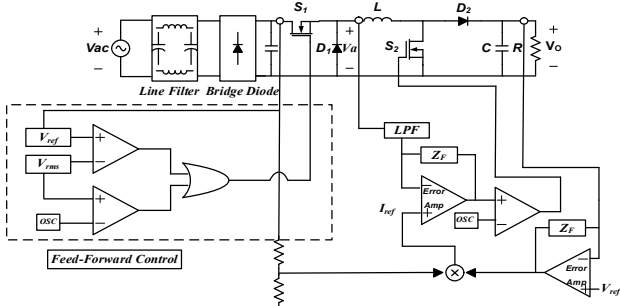 S1
L
D2
Vac
+
−
Line Filter
Bridge Diode
D1
+
Va
−
S2
C
R
+
Vo
−
Vref
Vrms
OSC
+
−
+
−
Feed-Forward Control
LPF
ZF
−
Error
Amp
+
Iref
OSC
+
−
ZF
−
Error
Amp
+
Vref
×